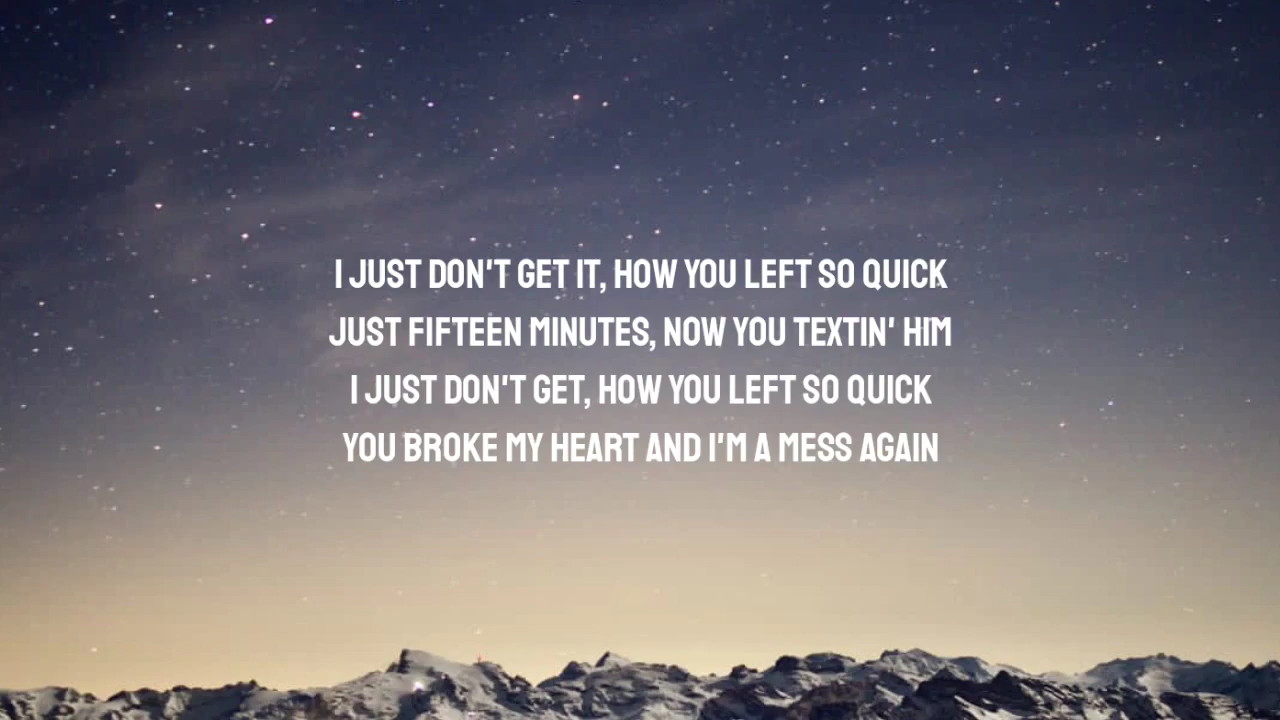 I JUST DON'T GET IT, HOW YOU LEFT SO QUICK
JUST FIFTEEN MINUTES, NOW YOU TEXTIN' HIM
I JUST DON'T GET, HOW YOU LEFT SO QUICK
YOU BROKE MY HEART AND I'M A MESS AGAIN